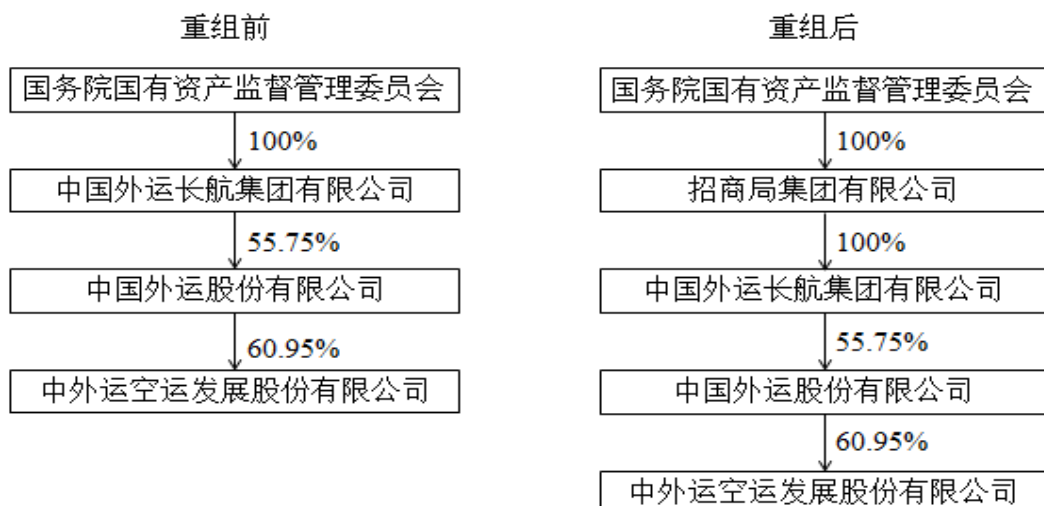 重组前
国务院国有资产监督管理委员会
100%
中国外运长航集团有限公司
55.75%
中国外运股份有限公司
60.95%
中外运空运发展股份有限公司
重组后
国务院国有资产监督管理委员会
100%
招商局集团有限公司
100%
中国外运长航集团有限公司
55.75%
中国外运股份有限公司
60.95%
中外运空运发展股份有限公司